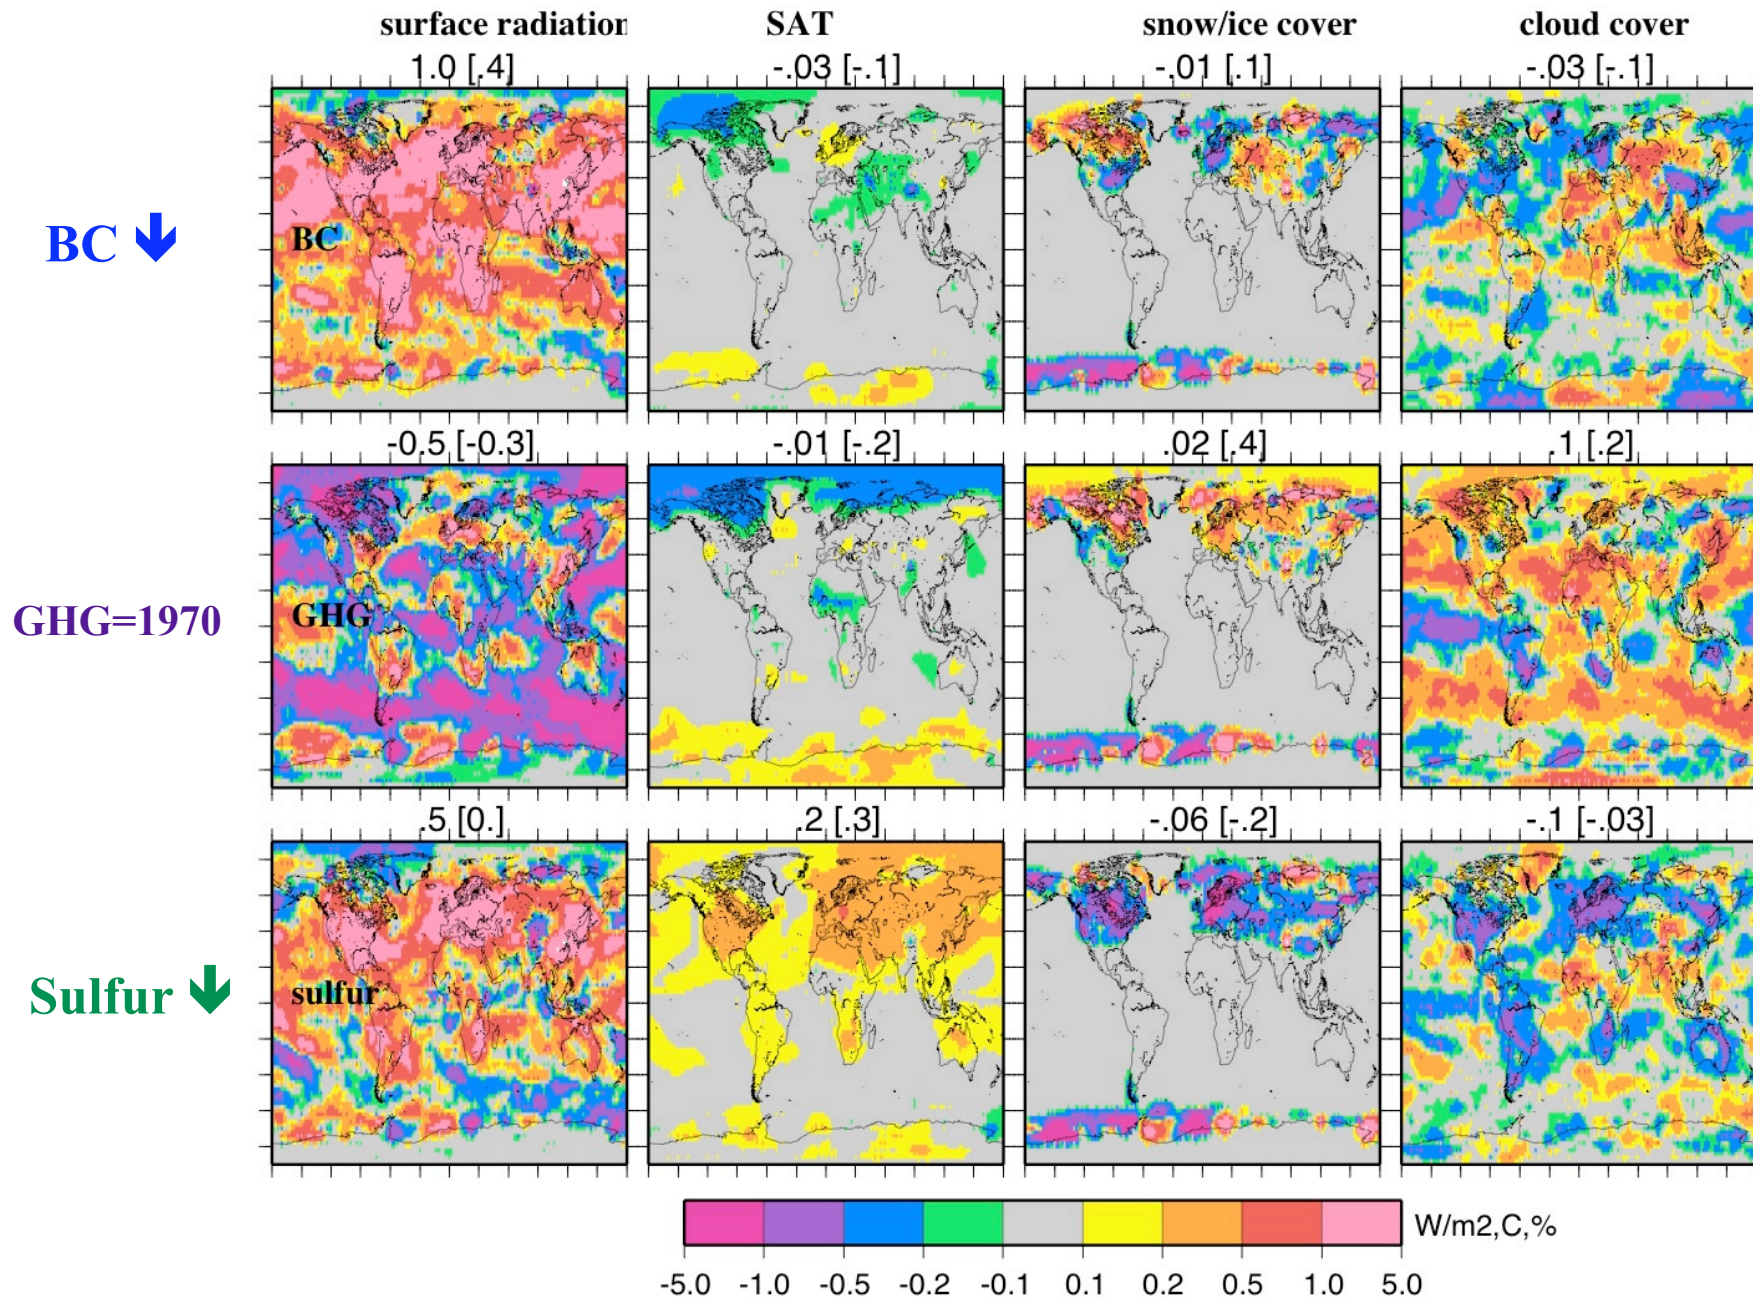 surface radiation SAT snow/ice cover cloud cover
1.0 [.4] -.03 [-.1] -.01 [.1] -.03 [-.1]
BC
BC
-0.5 [-0.3] -.01 [-.2] .02 [.4] .1 [.2]
GHG=1970
GHG
.5 [0.] .2 [.3] -.06 [-.2] -.1 [-.03]
Sulfur
sulfur
W/m2,C,%
-5.0 -1.0 -0.5 -0.2 -0.1 0.1 0.2 0.5 1.0 5.0